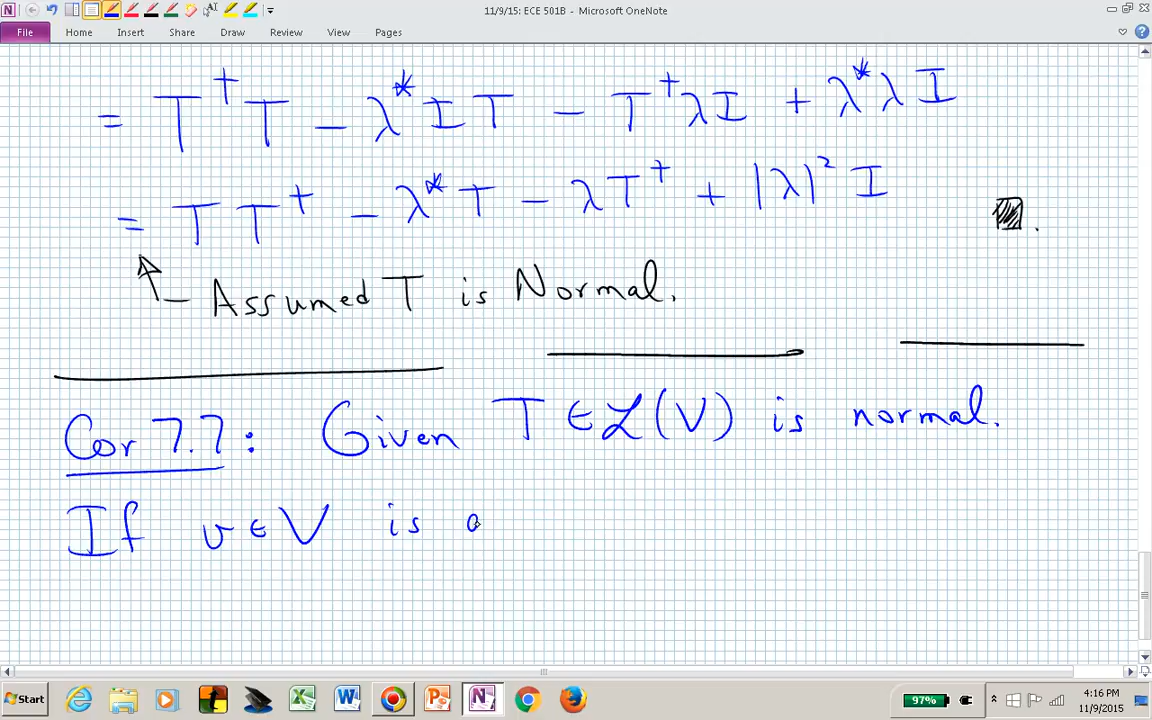 11/9/15: ECE 501B - Microsoft OneNote
File Home Insert Share Draw Review View Pages
= T†T − λ*IT − T†λI + λ*λI
= TT† − λ*T − λT† + |λ|²I
Assumed T is Normal.
Cor 7.7: Given T ∈ ℒ(V) is normal.
If v ∈ V is a
Start
97%
4:16 PM
11/9/2015